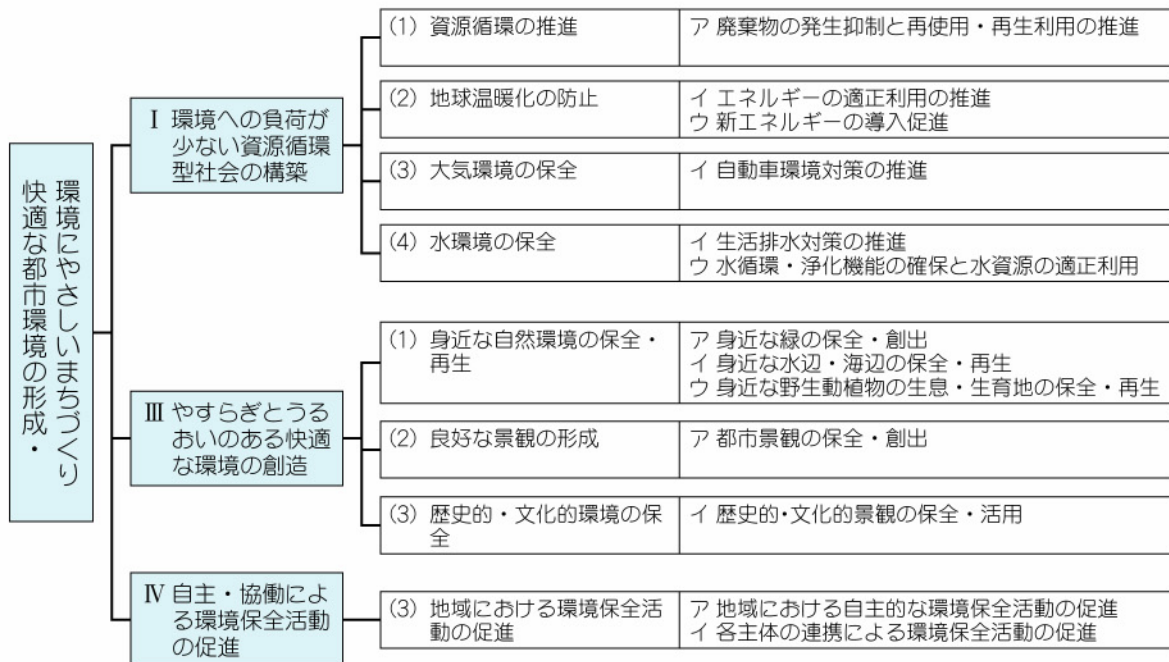 快適な都市環境の形成・
環境にやさしいまちづくり
Ⅰ 環境への負荷が
少ない資源循環
型社会の構築
(1) 資源循環の推進
ア 廃棄物の発生抑制と再使用・再生利用の推進
(2) 地球温暖化の防止
イ エネルギーの適正利用の推進
ウ 新エネルギーの導入促進
(3) 大気環境の保全
イ 自動車環境対策の推進
(4) 水環境の保全
イ 生活排水対策の推進
ウ 水循環・浄化機能の確保と水資源の適正利用
Ⅲ やすらぎとうる
おいのある快適
な環境の創造
(1) 身近な自然環境の保全・
再生
ア 身近な緑の保全・創出
イ 身近な水辺・海辺の保全・再生
ウ 身近な野生動植物の生息・生育地の保全・再生
(2) 良好な景観の形成
ア 都市景観の保全・創出
(3) 歴史的・文化的環境の保
全
イ 歴史的・文化的景観の保全・活用
Ⅳ 自主・協働によ
る環境保全活動
の促進
(3) 地域における環境保全活
動の促進
ア 地域における自主的な環境保全活動の促進
イ 各主体の連携による環境保全活動の促進